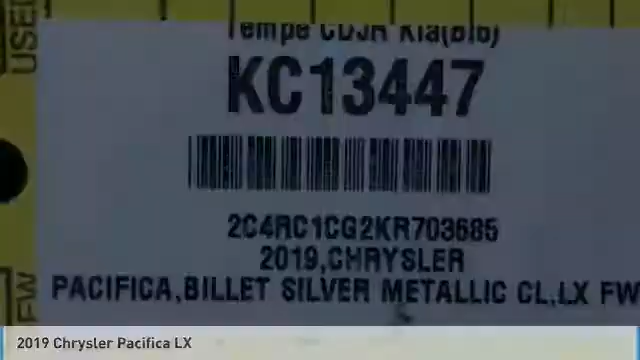 USED
Tempe CDJR Kia(816)
KC13447
2C4RC1CG2KR703685
2019,CHRYSLER
PACIFICA,BILLET SILVER METALLIC CL,LX FW
FW
2019 Chrysler Pacifica LX